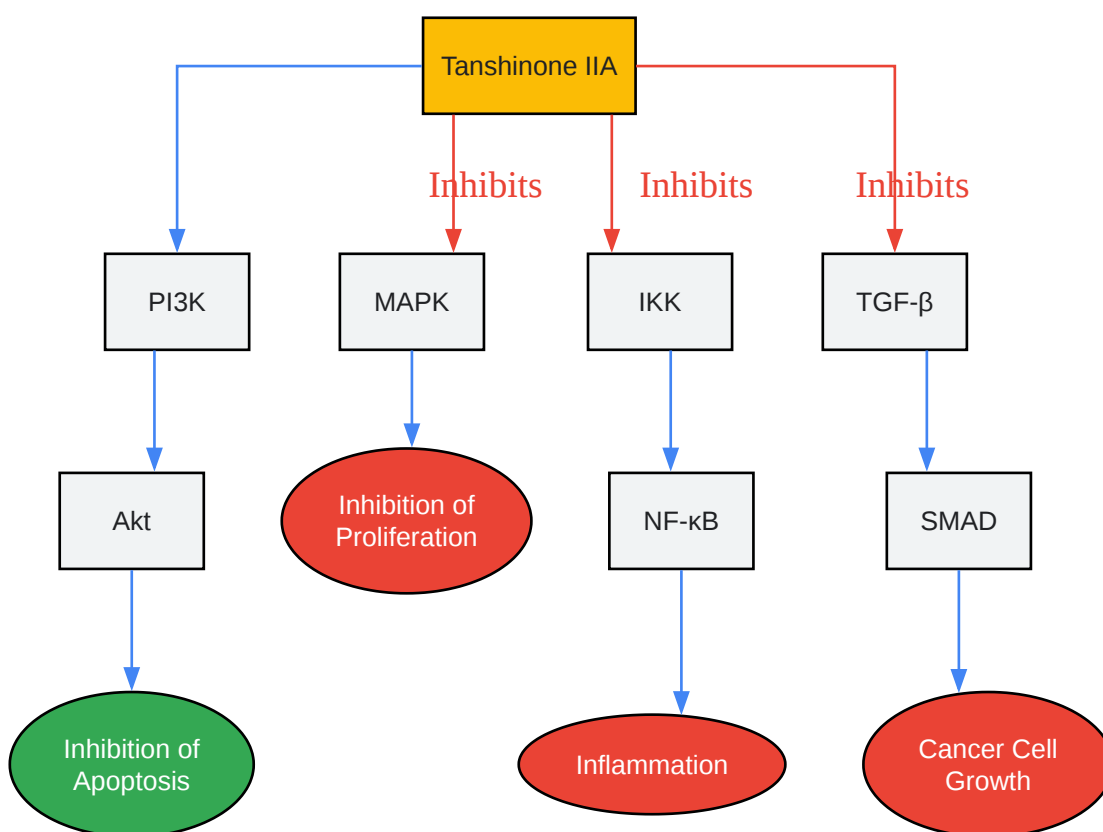 Tanshinone IIA
Inhibits
Inhibits
Inhibits
PI3K
MAPK
IKK
TGF-β
Akt
Inhibition of
Proliferation
NF-κB
SMAD
Inhibition of
Apoptosis
Inflammation
Cancer Cell
Growth